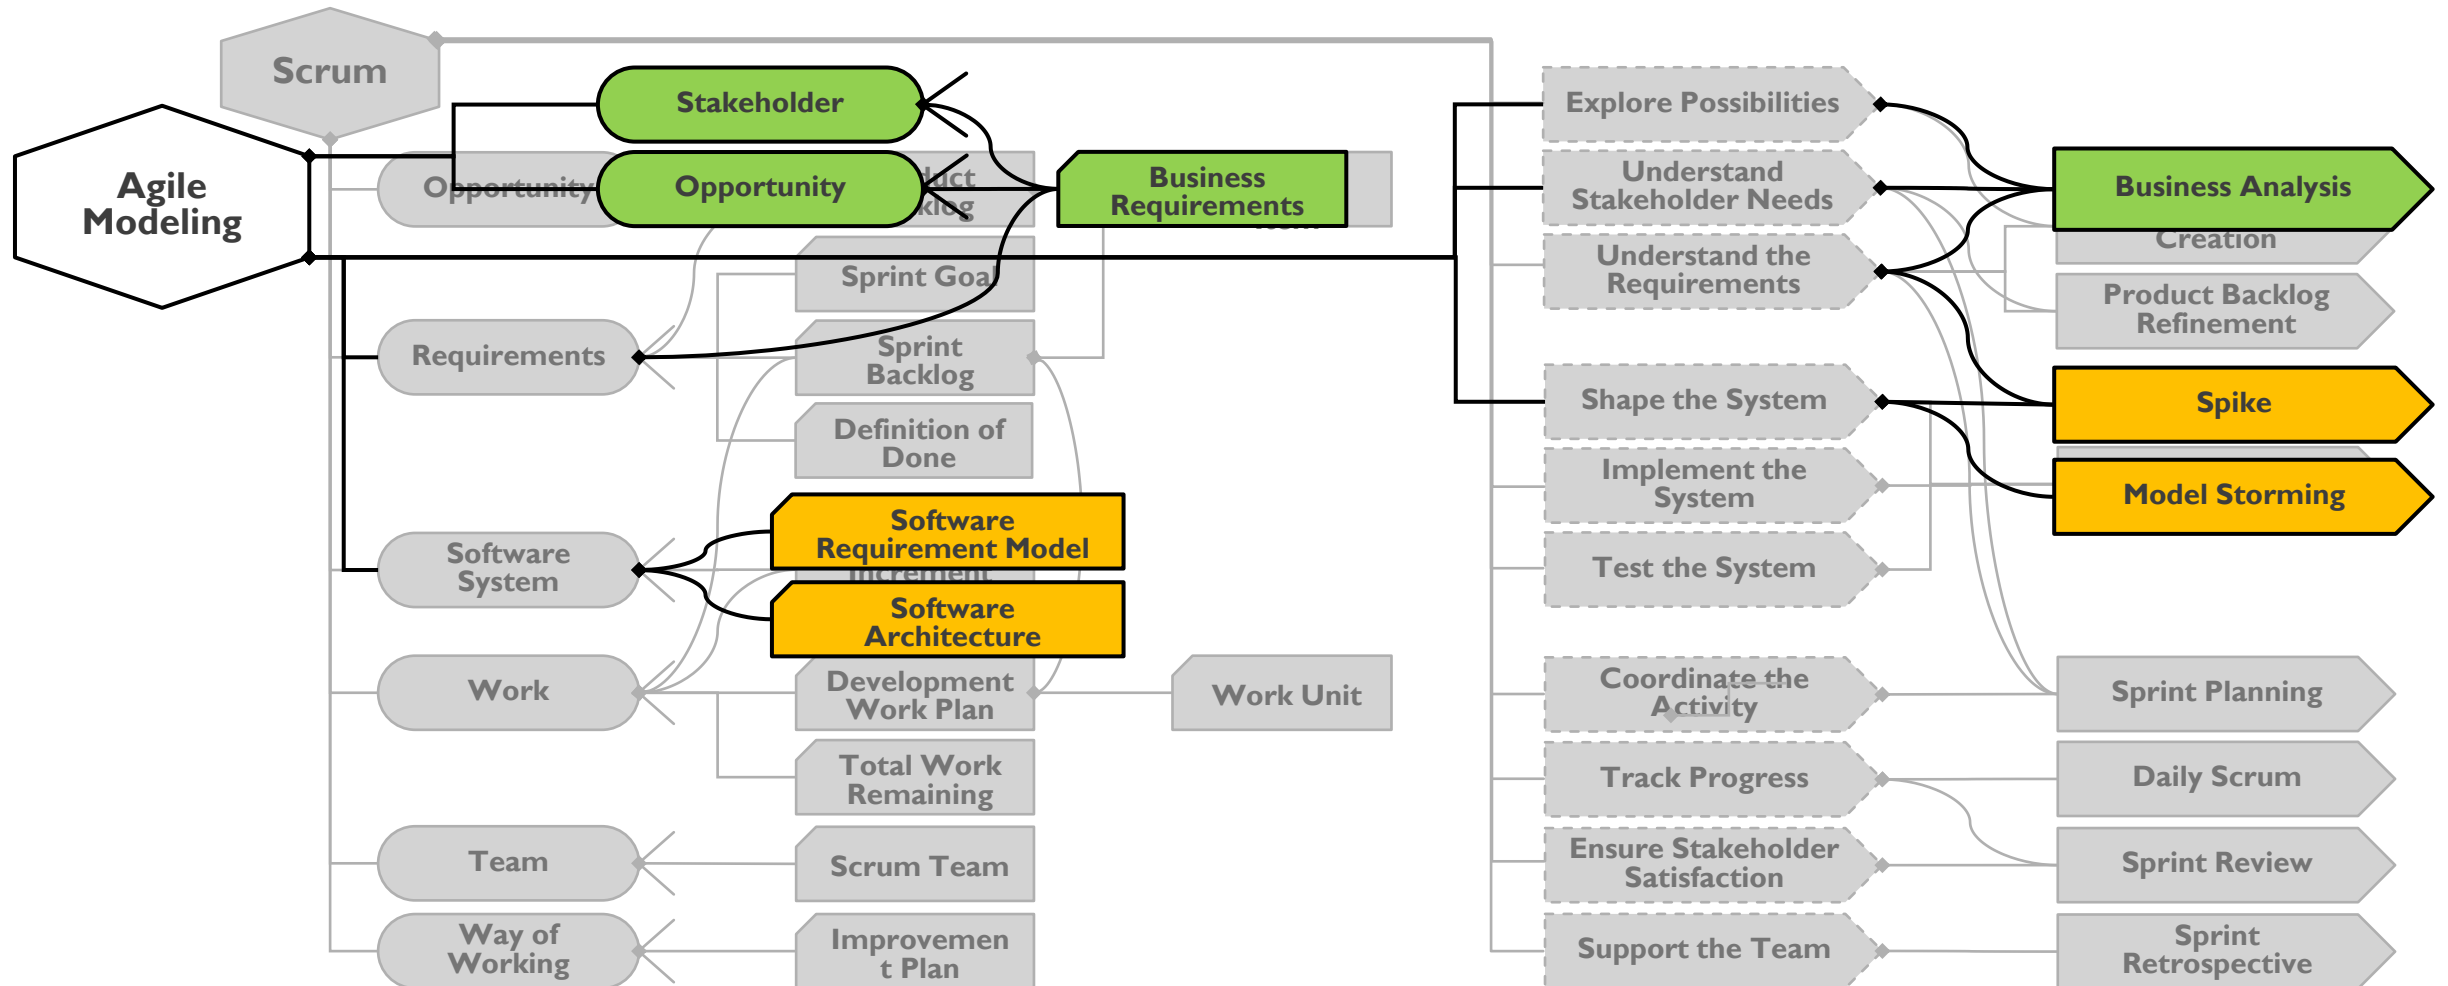 Scrum
Agile
Modeling
Stakeholder
Opportunity
Opportunity
Business
Requirements
Sprint Goal
Requirements
Sprint
Backlog
Definition of
Done
Software
System
Software
Requirement Model
Increment
Software
Architecture
Work
Development
Work Plan
Work Unit
Total Work
Remaining
Team
Scrum Team
Way of
Working
Improvemen
t Plan
Explore Possibilities
Understand
Stakeholder Needs
Understand the
Requirements
Shape the System
Implement the
System
Test the System
Coordinate the
Activity
Track Progress
Ensure Stakeholder
Satisfaction
Support the Team
Business Analysis
Creation
Product Backlog
Refinement
Spike
Model Storming
Sprint Planning
Daily Scrum
Sprint Review
Sprint
Retrospective